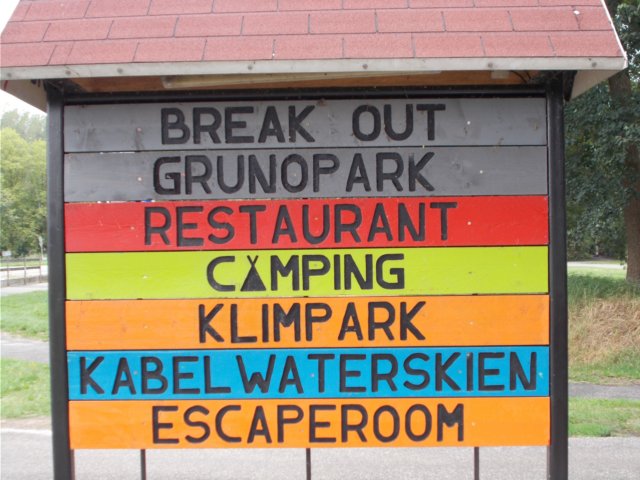 BREAK OUT
GRUNOPARK
RESTAURANT
CAMPING
KLIMPARK
KABELWATERSKIEN
ESCAPEROOM